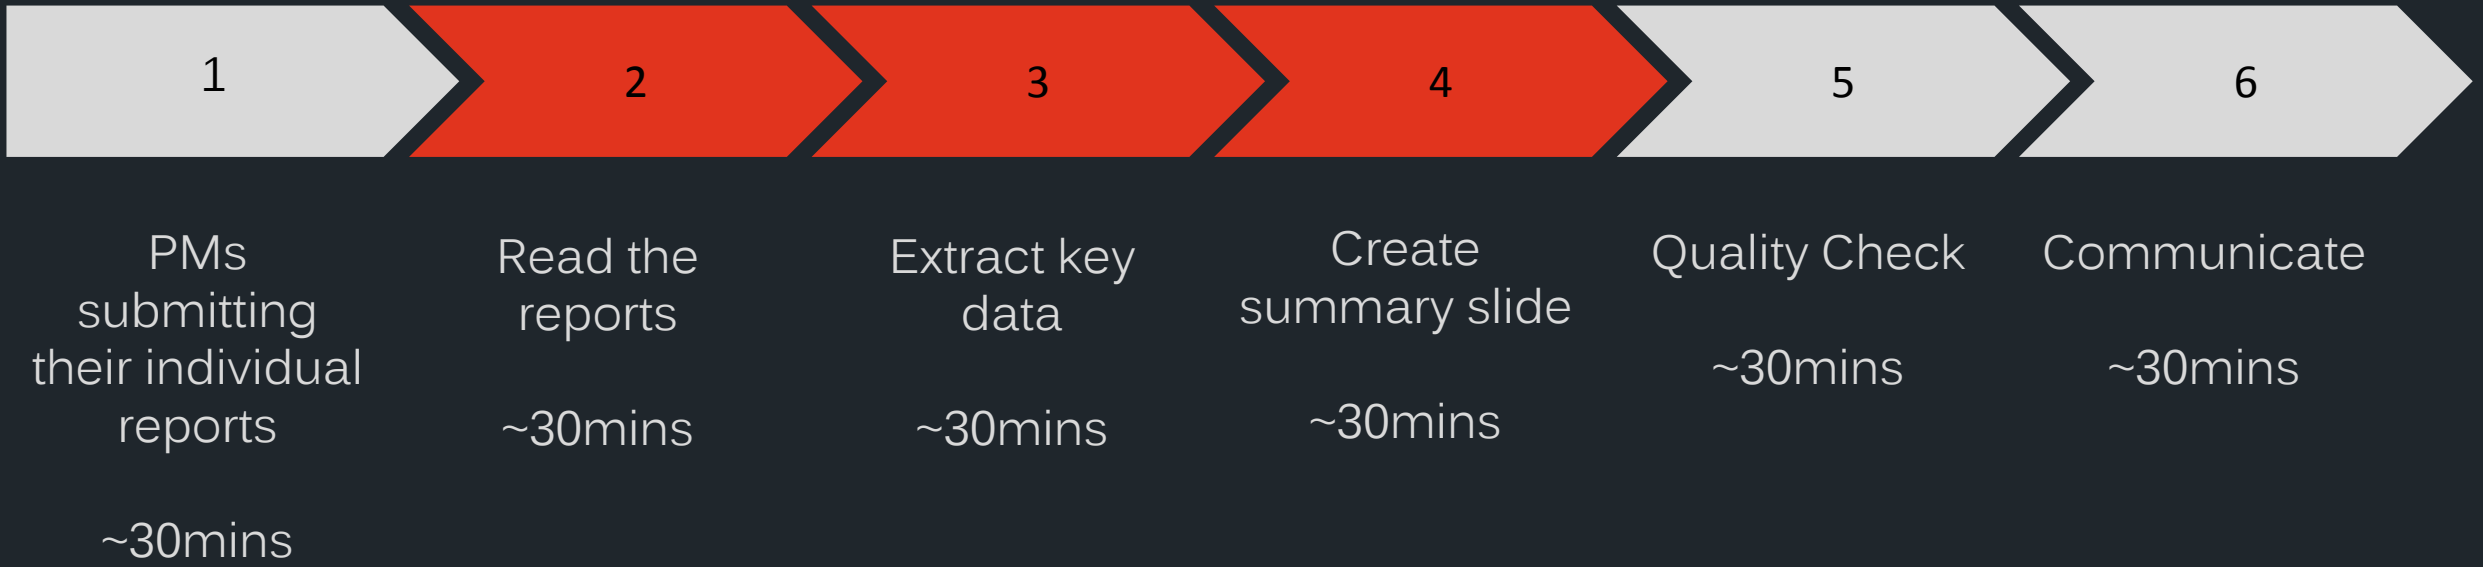 1
2
3
4
5
6
PMs
submitting
their individual
reports
~30mins
Read the
reports
~30mins
Extract key
data
~30mins
Create
summary slide
~30mins
Quality Check
~30mins
Communicate
~30mins